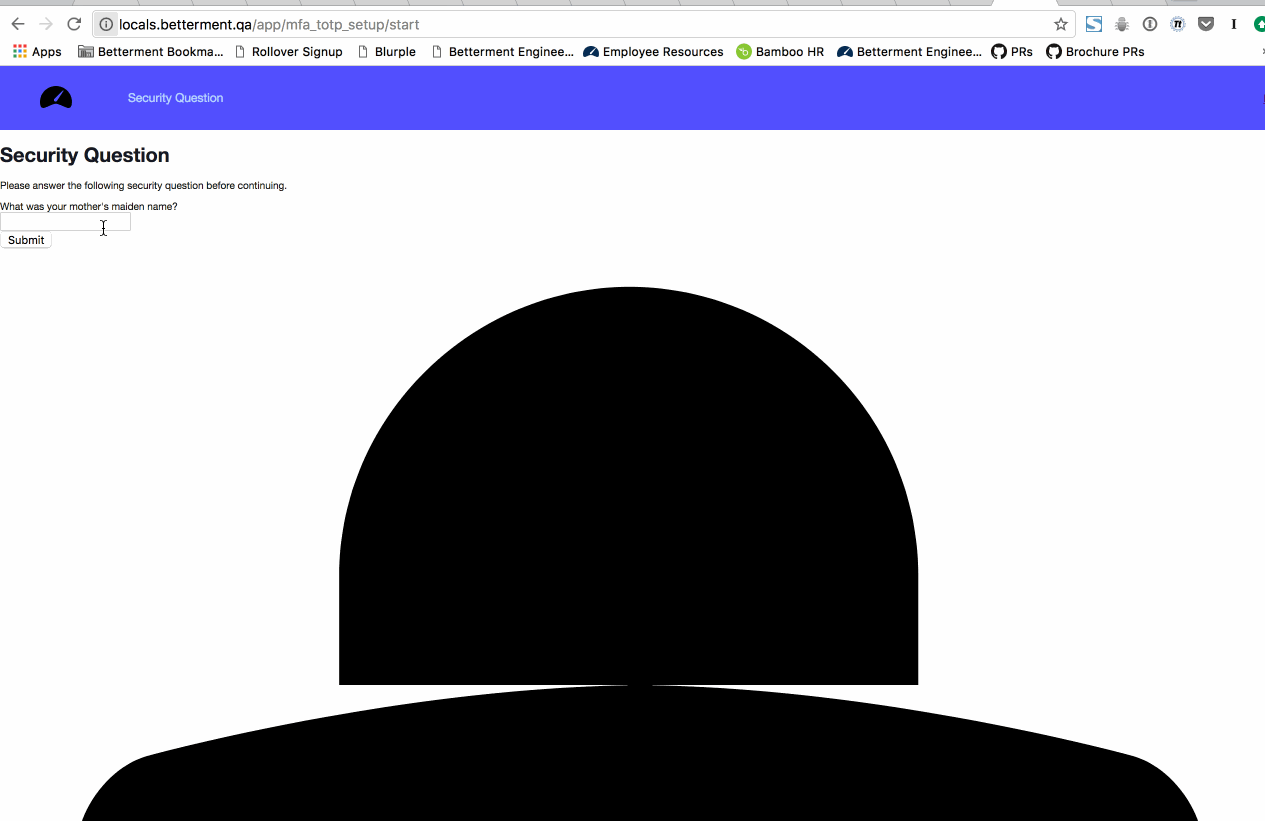 locals.betterment.qa/app/mfa_totp_setup/start
Apps Betterment Bookma... Rollover Signup Blurple Betterment Enginee... Employee Resources Bamboo HR Betterment Enginee... PRs Brochure PRs
Security Question
Security Question
Please answer the following security question before continuing.
What was your mother's maiden name?
Submit